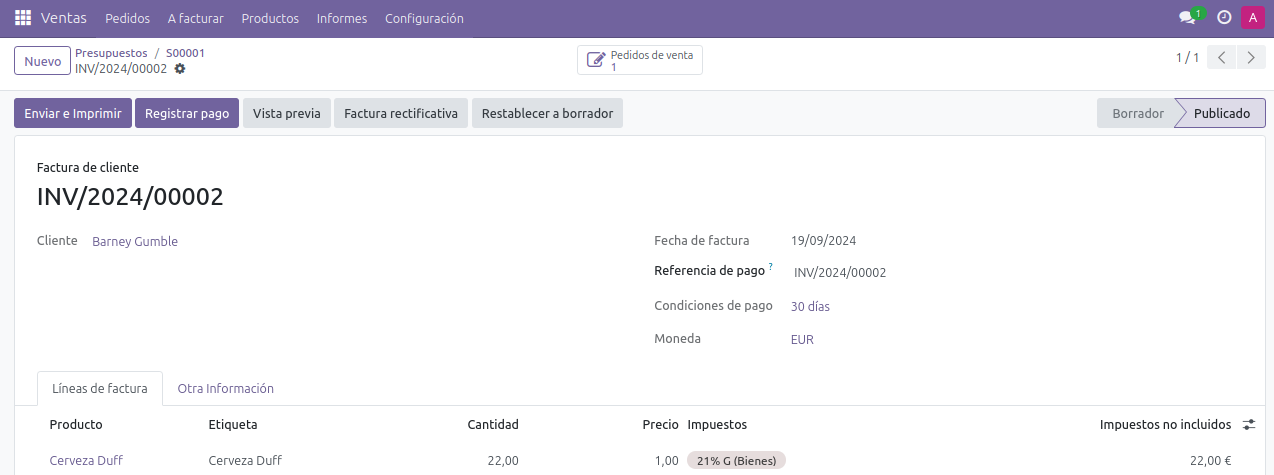 Ventas Pedidos A facturar Productos Informes Configuración 1 A
Nuevo Presupuestos / S00001
INV/2024/00002
Pedidos de venta
1
1 / 1
Enviar e Imprimir Registrar pago Vista previa Factura rectificativa Restablecer a borrador Borrador Publicado
Factura de cliente
INV/2024/00002
Cliente Barney Gumble Fecha de factura 19/09/2024
Referencia de pago ? INV/2024/00002
Condiciones de pago 30 días
Moneda EUR
Líneas de factura Otra Información
Producto Etiqueta Cantidad Precio Impuestos Impuestos no incluidos
Cerveza Duff Cerveza Duff 22,00 1,00 21% G (Bienes) 22,00 €